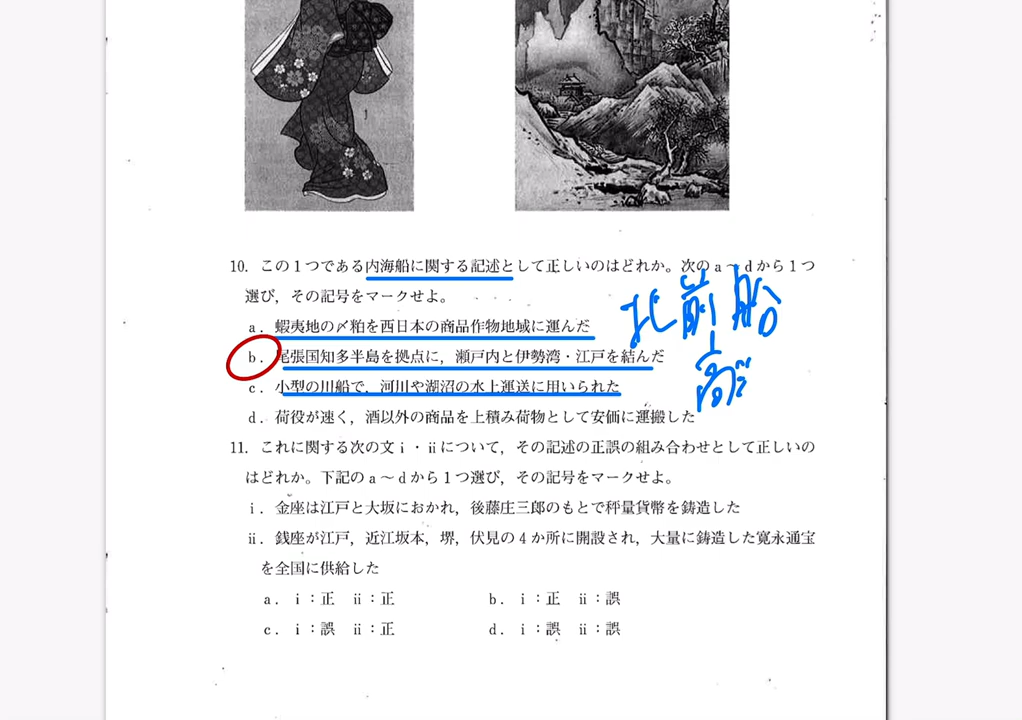 10. この1つである内海船に関する記述として正しいのはどれか。次のa〜dから1つ
選び，その記号をマークせよ。
北前船
a. 蝦夷地の〆粕を西日本の商品作物地域に運んだ
b. 尾張国知多半島を拠点に，瀬戸内と伊勢湾・江戸を結んだ
c. 小型の川船で，河川や湖沼の水上運送に用いられた
d. 荷役が速く，酒以外の商品を上積み荷物として安価に運搬した
11. これに関する次の文ⅰ・ⅱについて，その記述の正誤の組み合わせとして正しいの
はどれか。下記のa〜dから1つ選び，その記号をマークせよ。
ⅰ. 金座は江戸と大坂におかれ，後藤庄三郎のもとで秤量貨幣を鋳造した
ⅱ. 銭座が江戸，近江坂本，堺，伏見の4か所に開設され，大量に鋳造した寛永通宝
を全国に供給した
a. ⅰ：正 ⅱ：正 b. ⅰ：正 ⅱ：誤
c. ⅰ：誤 ⅱ：正 d. ⅰ：誤 ⅱ：誤